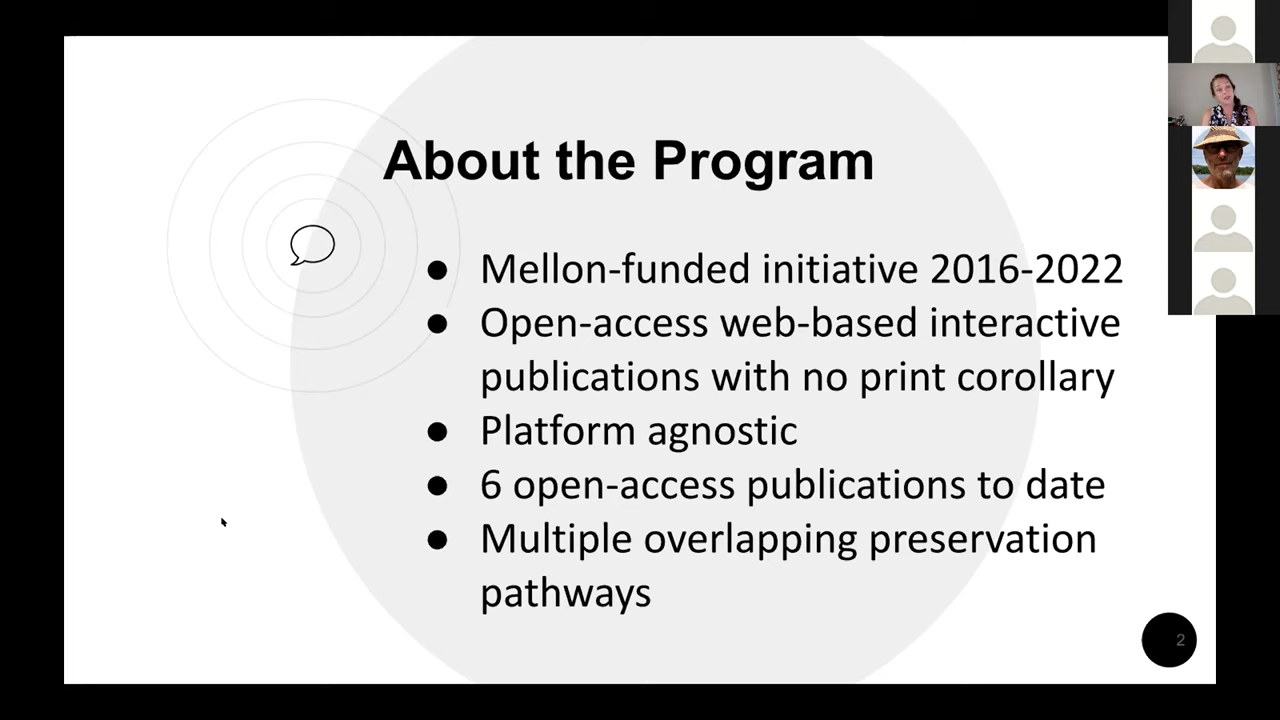 About the Program
● Mellon-funded initiative 2016-2022
● Open-access web-based interactive
publications with no print corollary
● Platform agnostic
● 6 open-access publications to date
● Multiple overlapping preservation
pathways
2